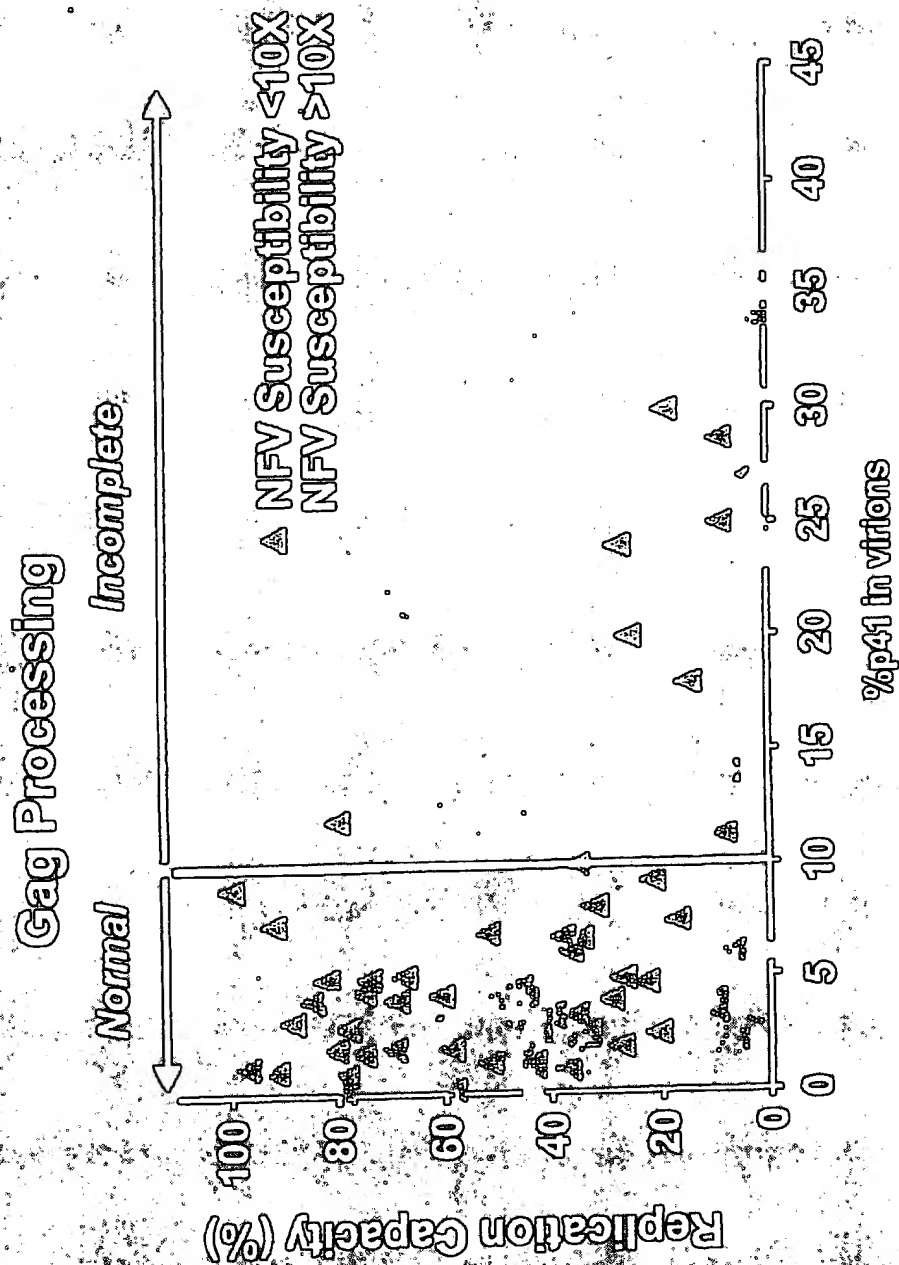 Gag Processing
Normal
Incomplete
NFV Susceptibility <10X
NFV Susceptibility >10X
Replication Capacity (%)
100
80
60
40
20
0
0
5
10
15
20
25
30
35
40
45
%p41 in virions